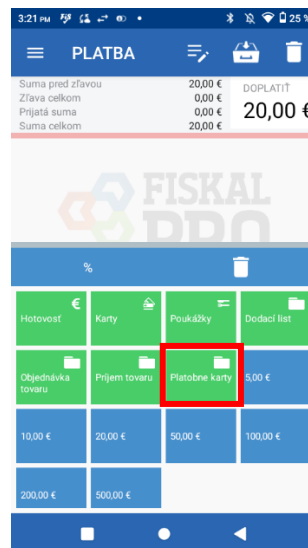 3:21 PM
25 %
PLATBA
Suma pred zľavou 20,00 €
Zľava celkom 0,00 €
Prijatá suma 0,00 €
Suma celkom 20,00 €
DOPLATIŤ
20,00 €
FISKAL
PRO
%
Hotovosť
Karty
Poukážky
Dodací list
Objednávka
tovaru
Príjem tovaru
Platobne karty
5,00 €
10,00 €
20,00 €
50,00 €
100,00 €
200,00 €
500,00 €